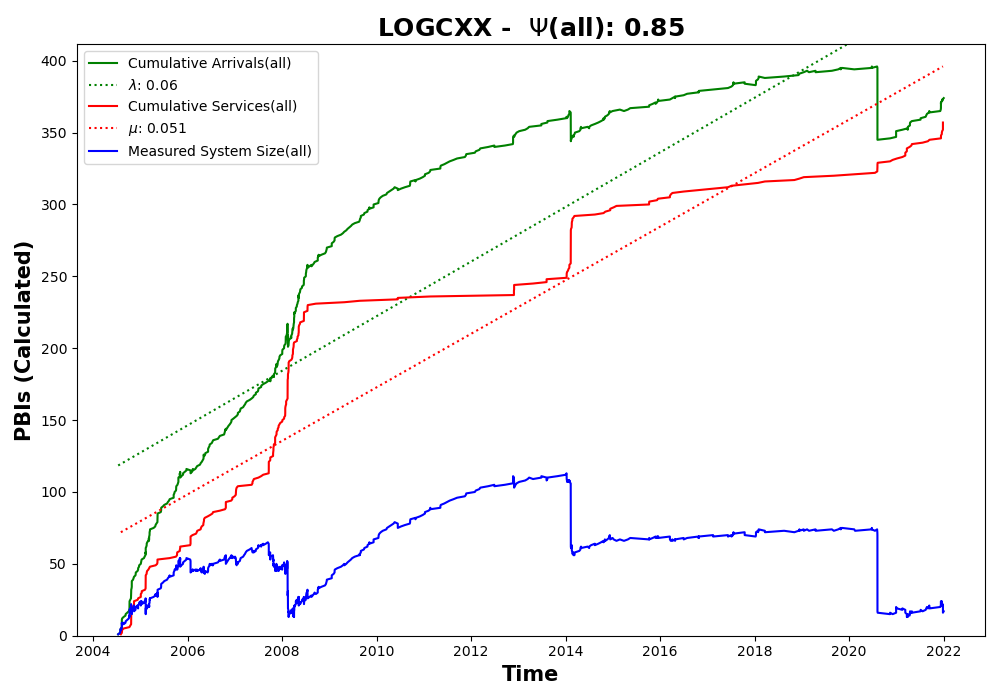 LOGCXX - Ψ(all): 0.85
Cumulative Arrivals(all)
λ: 0.06
Cumulative Services(all)
μ: 0.051
Measured System Size(all)
PBIs (Calculated)
400
350
300
250
200
150
100
50
0
2004 2006 2008 2010 2012 2014 2016 2018 2020 2022
Time